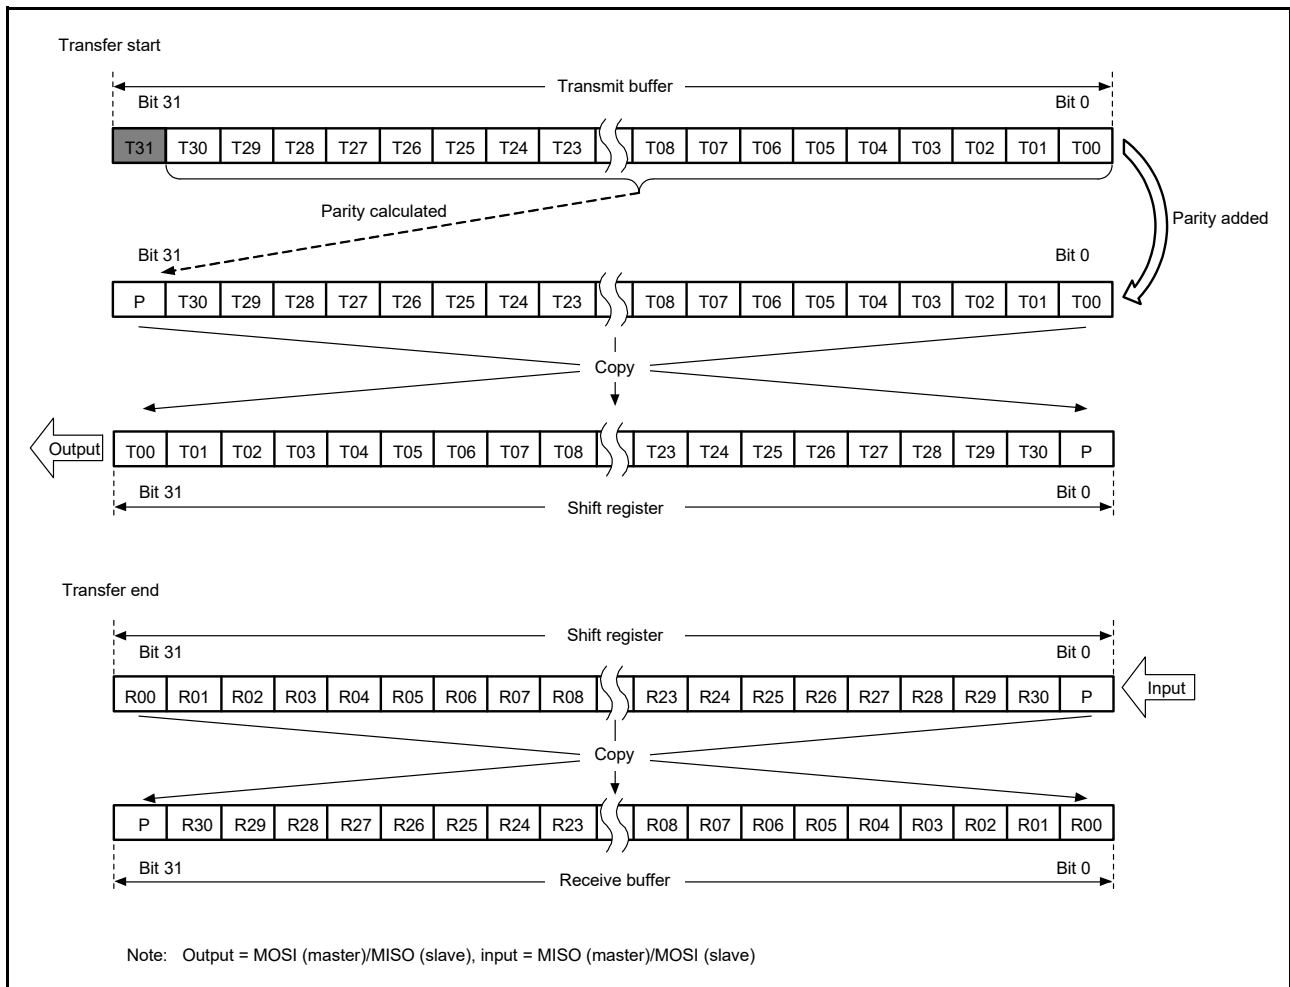 Transfer start
Transmit buffer
Bit 31 Bit 0
T31 T30 T29 T28 T27 T26 T25 T24 T23 T08 T07 T06 T05 T04 T03 T02 T01 T00
Parity calculated
Parity added
Bit 31 Bit 0
P T30 T29 T28 T27 T26 T25 T24 T23 T08 T07 T06 T05 T04 T03 T02 T01 T00
Copy
Output T00 T01 T02 T03 T04 T05 T06 T07 T08 T23 T24 T25 T26 T27 T28 T29 T30 P
Bit 31 Bit 0
Shift register
Transfer end
Shift register
Bit 31 Bit 0
R00 R01 R02 R03 R04 R05 R06 R07 R08 R23 R24 R25 R26 R27 R28 R29 R30 P Input
Copy
P R30 R29 R28 R27 R26 R25 R24 R23 R08 R07 R06 R05 R04 R03 R02 R01 R00
Bit 31 Bit 0
Receive buffer
Note: Output = MOSI (master)/MISO (slave), input = MISO (master)/MOSI (slave)